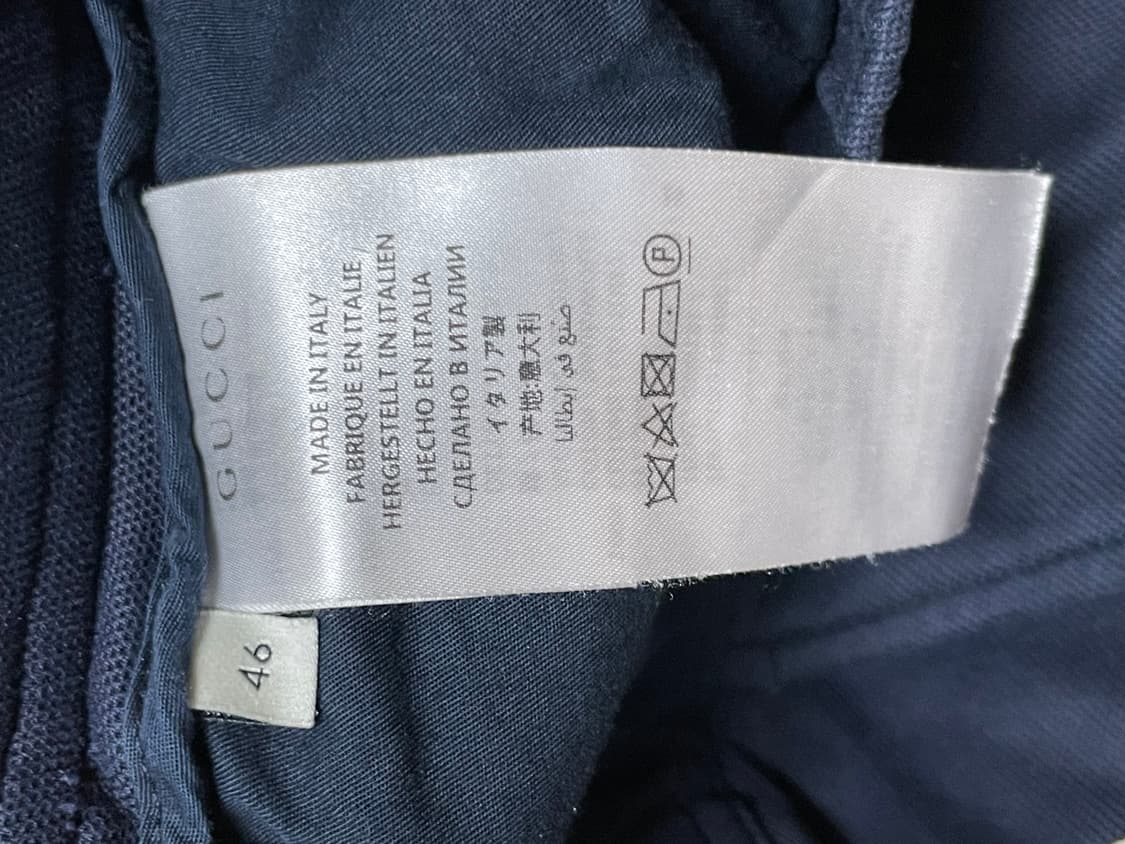 GUCCI
MADE IN ITALY
FABRIQUE EN ITALIE
HERGESTELLT IN ITALIEN
HECHO EN ITALIA
СДЕЛАНО В ИТАЛИИ
イタリア製
产地:意大利
صنع في إيطاليا
P
46